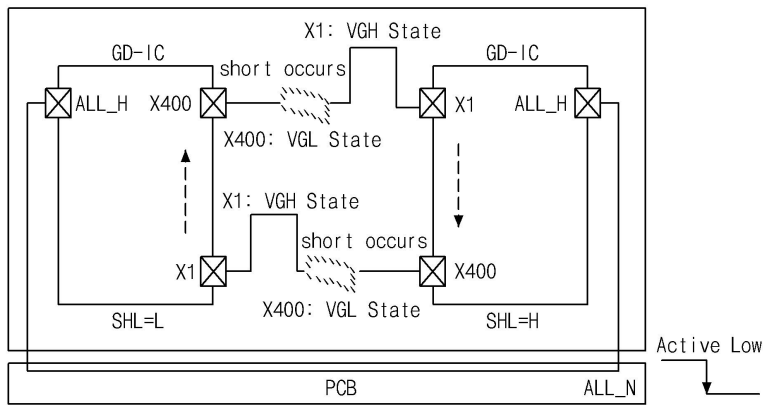 X1: VGH State
GD-IC
GD-IC
short occurs
ALL_H
X400
X1
ALL_H
X400: VGL State
X1: VGH State
short occurs
X1
X400
X400: VGL State
SHL=L
SHL=H
Active Low
PCB
ALL_N